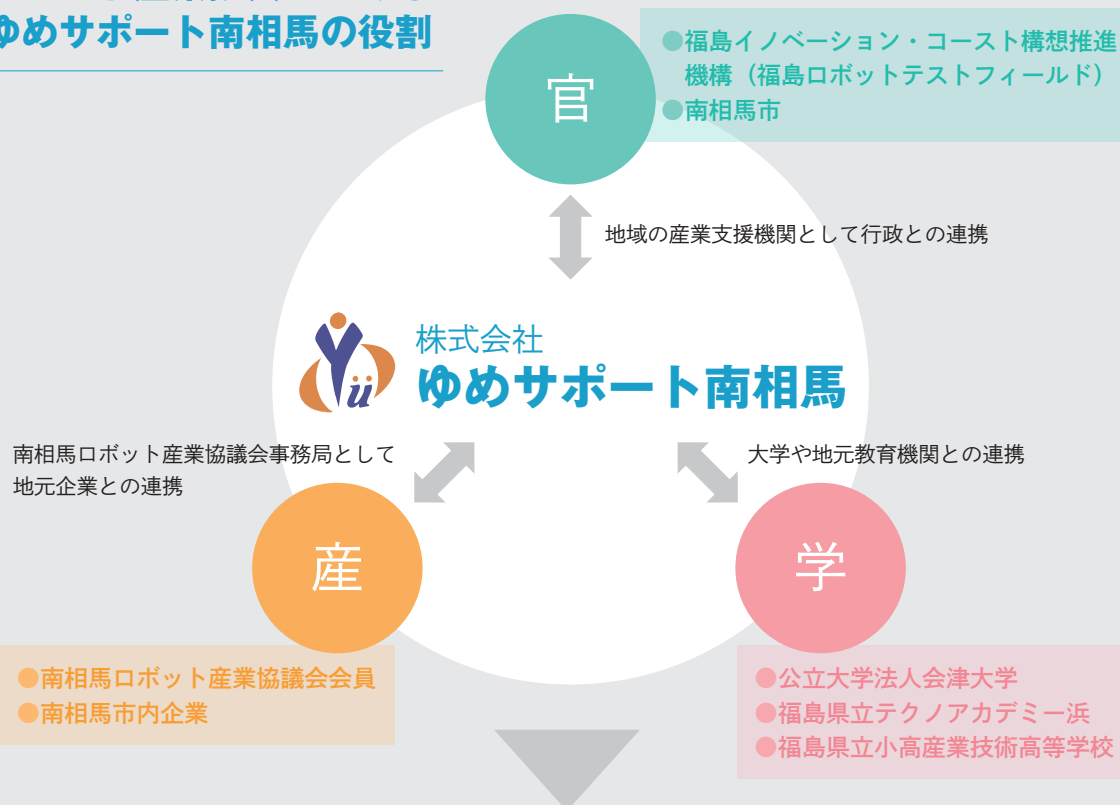 ゆめサポート南相馬の役割
官
●福島イノベーション・コースト構想推進
機構（福島ロボットテストフィールド）
●南相馬市
地域の産業支援機関として行政との連携
Yü
株式会社
ゆめサポート南相馬
南相馬ロボット産業協議会事務局として
地元企業との連携
大学や地元教育機関との連携
産
学
●南相馬ロボット産業協議会会員
●南相馬市内企業
●公立大学法人会津大学
●福島県立テクノアカデミー浜
●福島県立小高産業技術高等学校